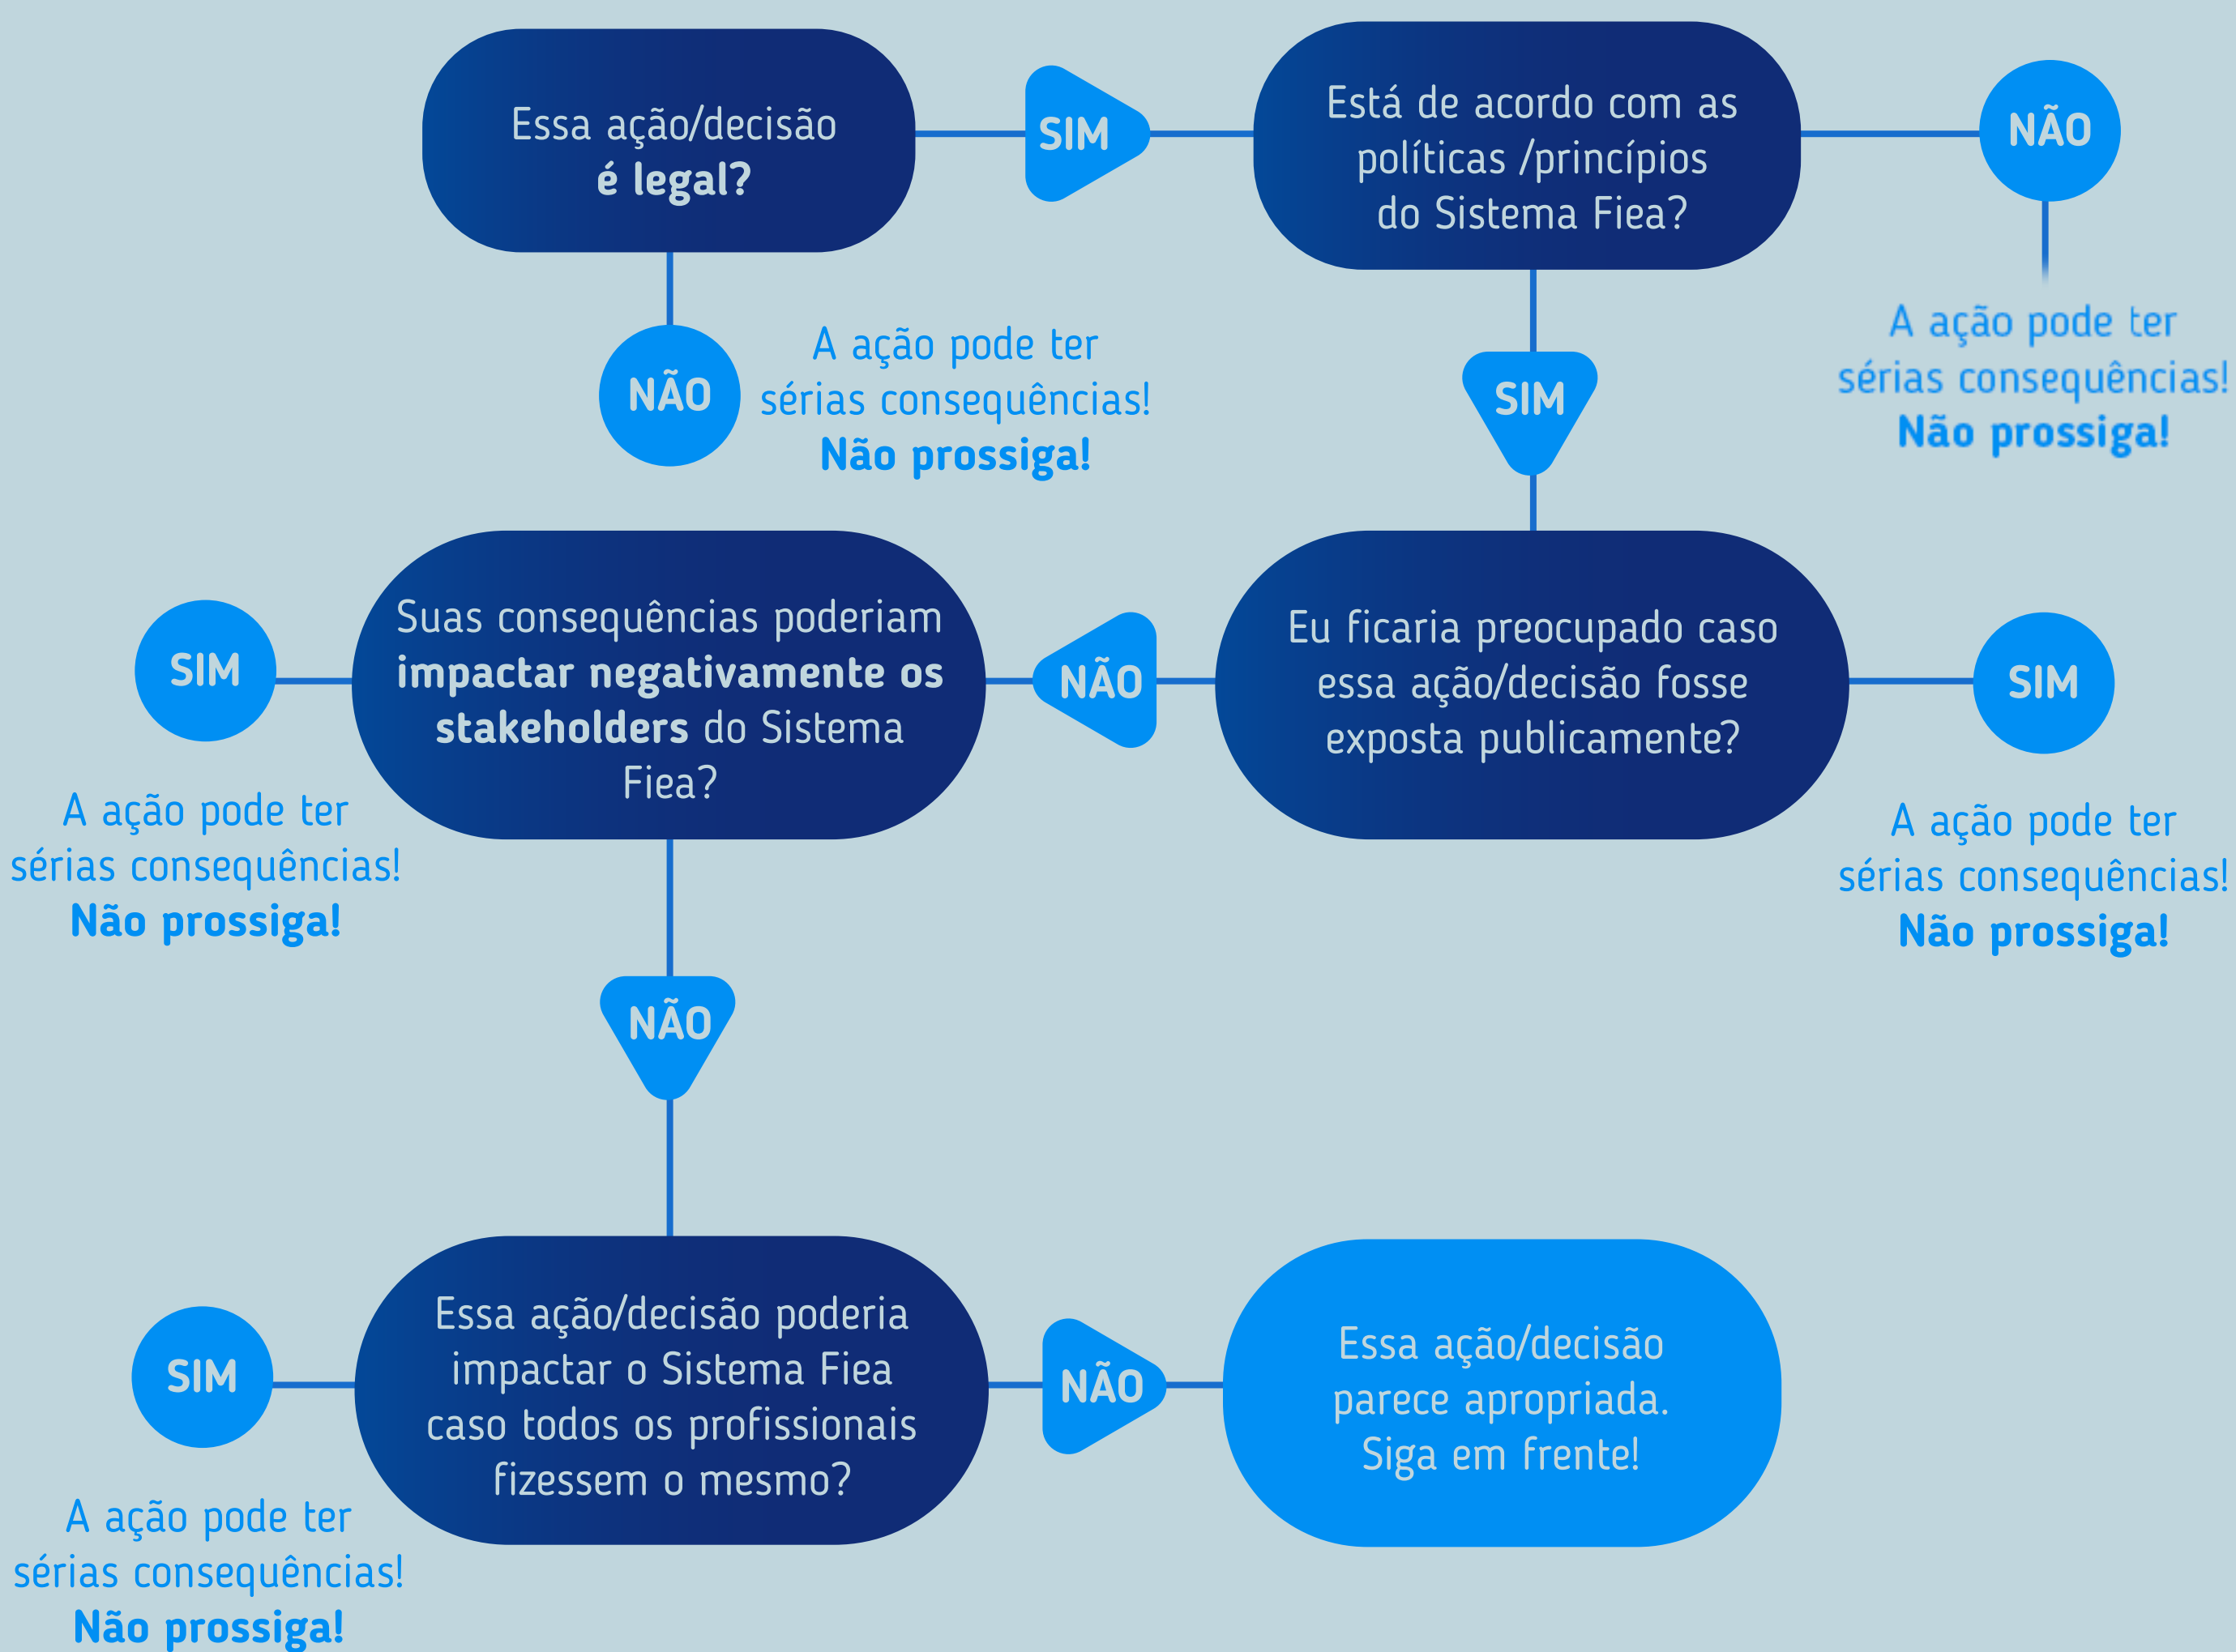 Essa ação/decisão
é legal?
SIM
Está de acordo com as
políticas /princípios
do Sistema Fiea?
NÃO
A ação pode ter
sérias consequências!
Não prossiga!
NÃO
A ação pode ter
sérias consequências!
Não prossiga!
SIM
Eu ficaria preocupado caso
essa ação/decisão fosse
exposta publicamente?
SIM
A ação pode ter
sérias consequências!
Não prossiga!
NÃO
Suas consequências poderiam
impactar negativamente os
stakeholders do Sistema
Fiea?
SIM
A ação pode ter
sérias consequências!
Não prossiga!
NÃO
Essa ação/decisão poderia
impactar o Sistema Fiea
caso todos os profissionais
fizessem o mesmo?
SIM
A ação pode ter
sérias consequências!
Não prossiga!
NÃO
Essa ação/decisão
parece apropriada.
Siga em frente!